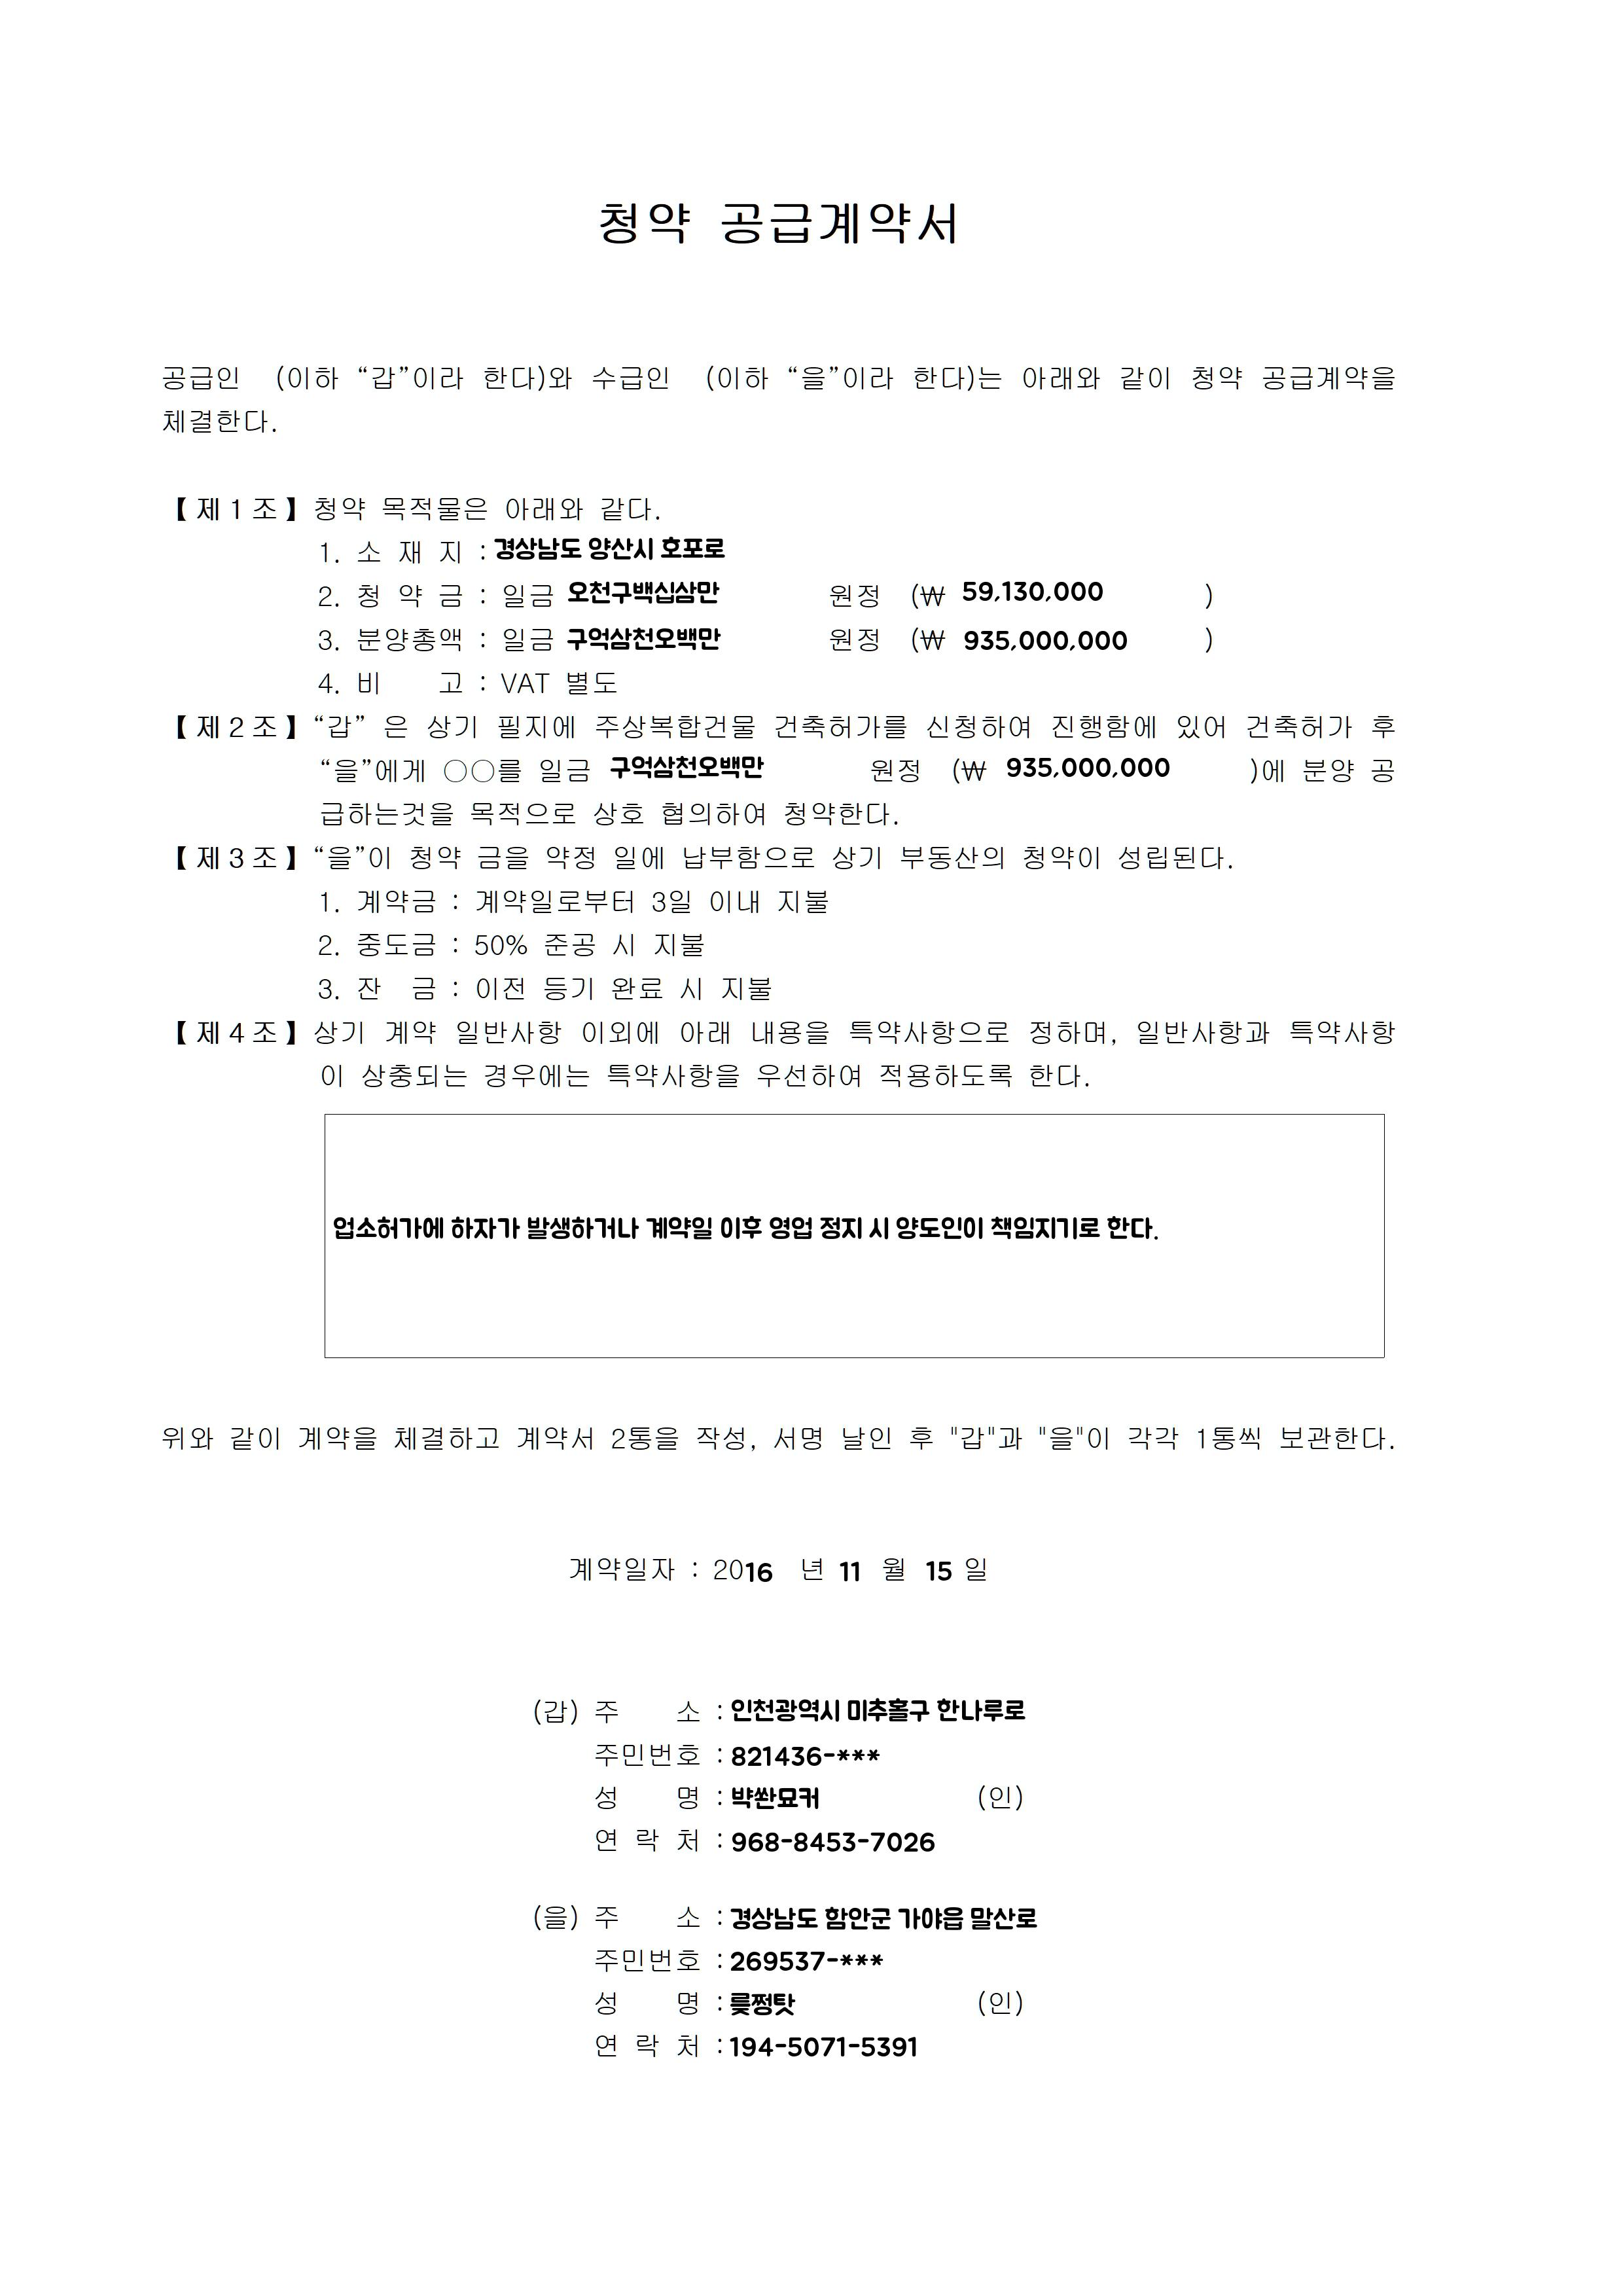 청약 공급계약서
공급인 (이하 “갑”이라 한다)와 수급인 (이하 “을”이라 한다)는 아래와 같이 청약 공급계약을
체결한다.
【제1조】청약 목적물은 아래와 같다.
1. 소 재 지 : 경상남도 양산시 호포로
2. 청 약 금 : 일금 오천구백십삼만 원정 (₩ 59,130,000 )
3. 분양총액 : 일금 구억삼천오백만 원정 (₩ 935,000,000 )
4. 비 고 : VAT 별도
【제2조】“갑” 은 상기 필지에 주상복합건물 건축허가를 신청하여 진행함에 있어 건축허가 후
“을”에게 ○○를 일금 구억삼천오백만 원정 (₩ 935,000,000 )에 분양 공
급하는것을 목적으로 상호 협의하여 청약한다.
【제3조】“을”이 청약 금을 약정 일에 납부함으로 상기 부동산의 청약이 성립된다.
1. 계약금 : 계약일로부터 3일 이내 지불
2. 중도금 : 50% 준공 시 지불
3. 잔 금 : 이전 등기 완료 시 지불
【제4조】상기 계약 일반사항 이외에 아래 내용을 특약사항으로 정하며, 일반사항과 특약사항
이 상충되는 경우에는 특약사항을 우선하여 적용하도록 한다.
업소허가에 하자가 발생하거나 계약일 이후 영업 정지 시 양도인이 책임지기로 한다.
위와 같이 계약을 체결하고 계약서 2통을 작성, 서명 날인 후 "갑"과 "을"이 각각 1통씩 보관한다.
계약일자 : 2016 년 11 월 15 일
(갑) 주 소 : 인천광역시 미추홀구 한나루로
주민번호 : 821436-***
성 명 : 박쏸묘커 (인)
연 락 처 : 968-8453-7026
(을) 주 소 : 경상남도 함안군 가야읍 말산로
주민번호 : 269537-***
성 명 : (인)
연 락 처 : 194-5071-5391